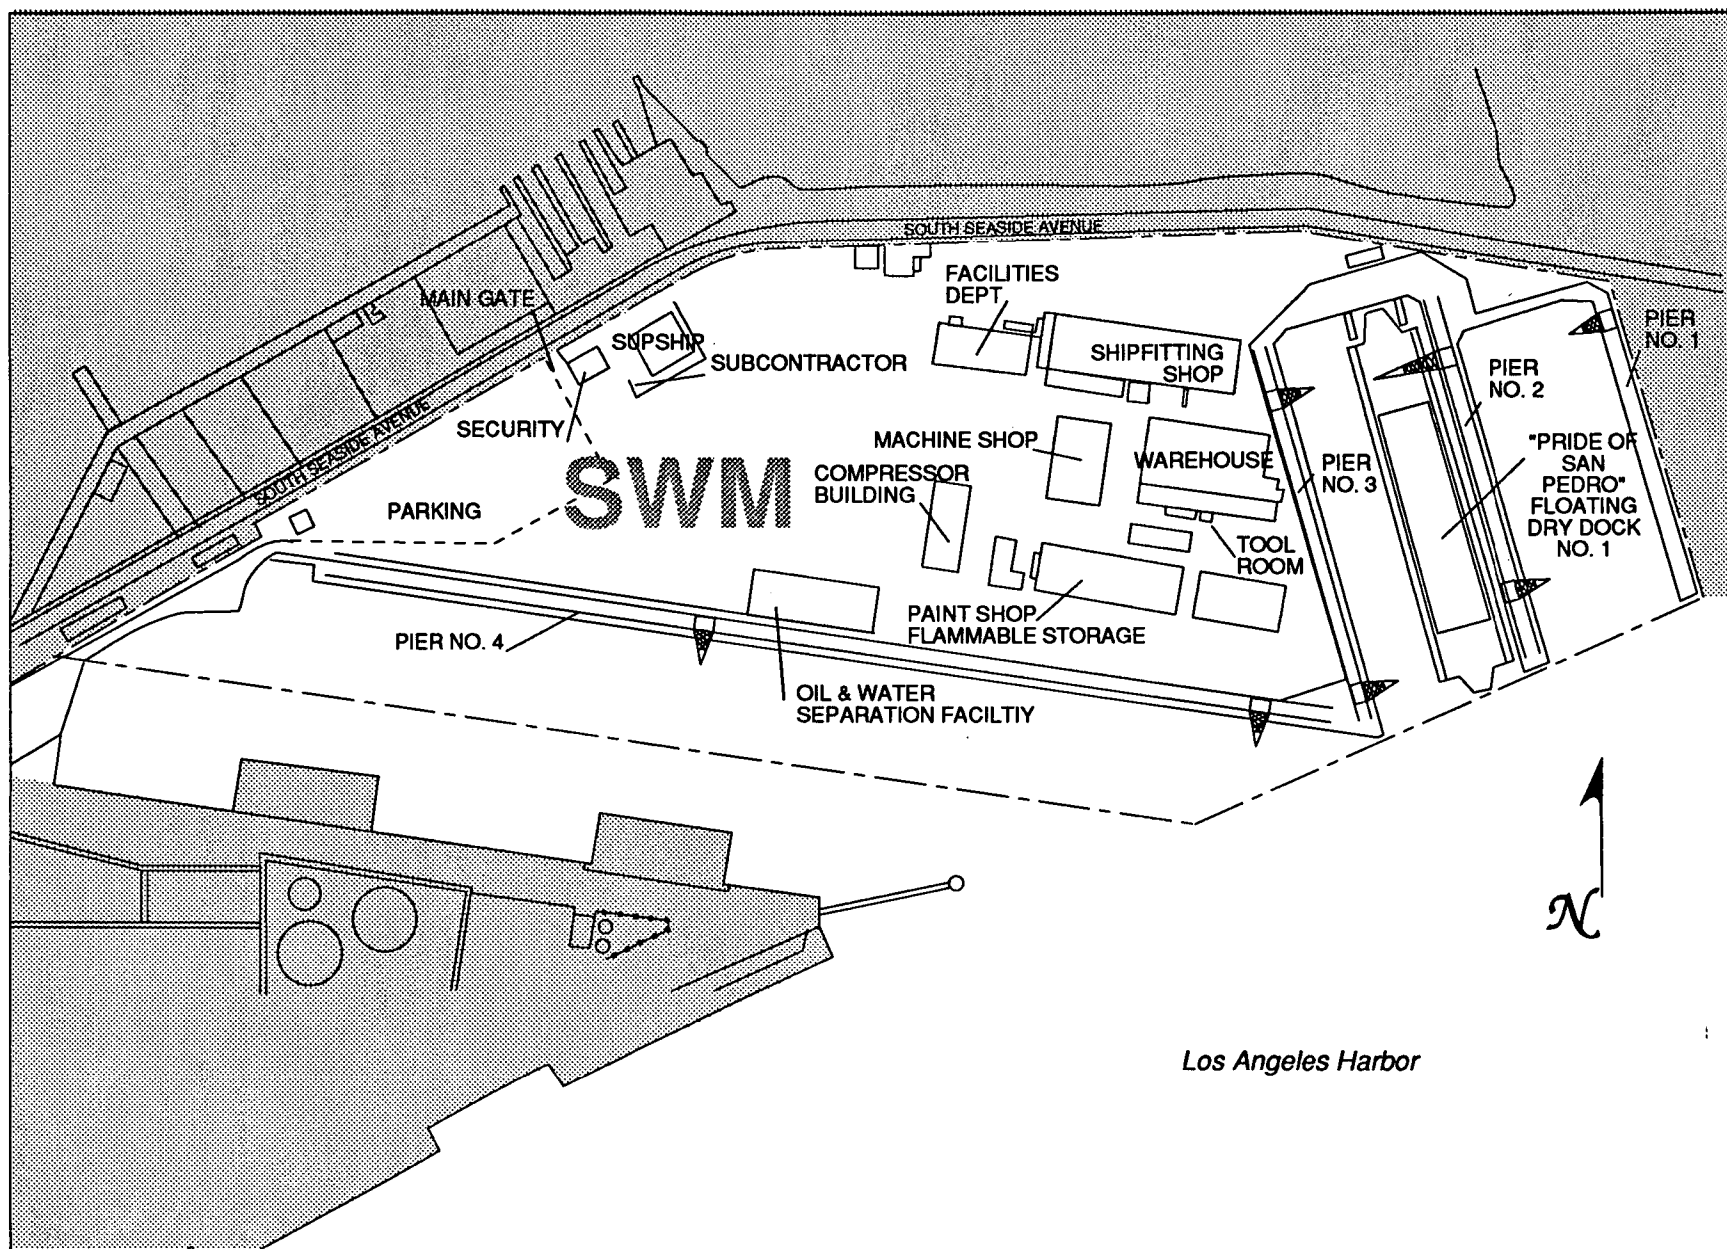 SOUTH SEASIDE AVENUE
FACILITIES
DEPT
MAIN GATE
PIER
NO. 1
SUPSHIP
SUBCONTRACTOR
SHIPFITTING
SHOP
PIER
NO. 2
SOUTH SEASIDE AVENUE
SECURITY
MACHINE SHOP
"PRIDE OF
SAN
PEDRO"
FLOATING
DRY DOCK
NO. 1
WAREHOUSE
PIER
NO. 3
COMPRESSOR
BUILDING
SWM
PARKING
TOOL
ROOM
PAINT SHOP
FLAMMABLE STORAGE
PIER NO. 4
OIL & WATER
SEPARATION FACILTIY
N
Los Angeles Harbor